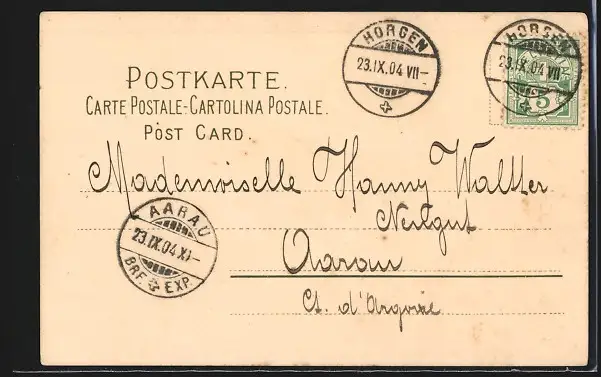 HORGEN
23.IX.04 VII–
HORGEN
23.IX.04 VII–
5
POSTKARTE.
CARTE POSTALE-CARTOLINA POSTALE.
POST CARD.
Mademoiselle Hanny Walter
Neugut
Aarau
Ct. d'Argovie
AARAU
23.IX.04 XI–
BRF. EXP.